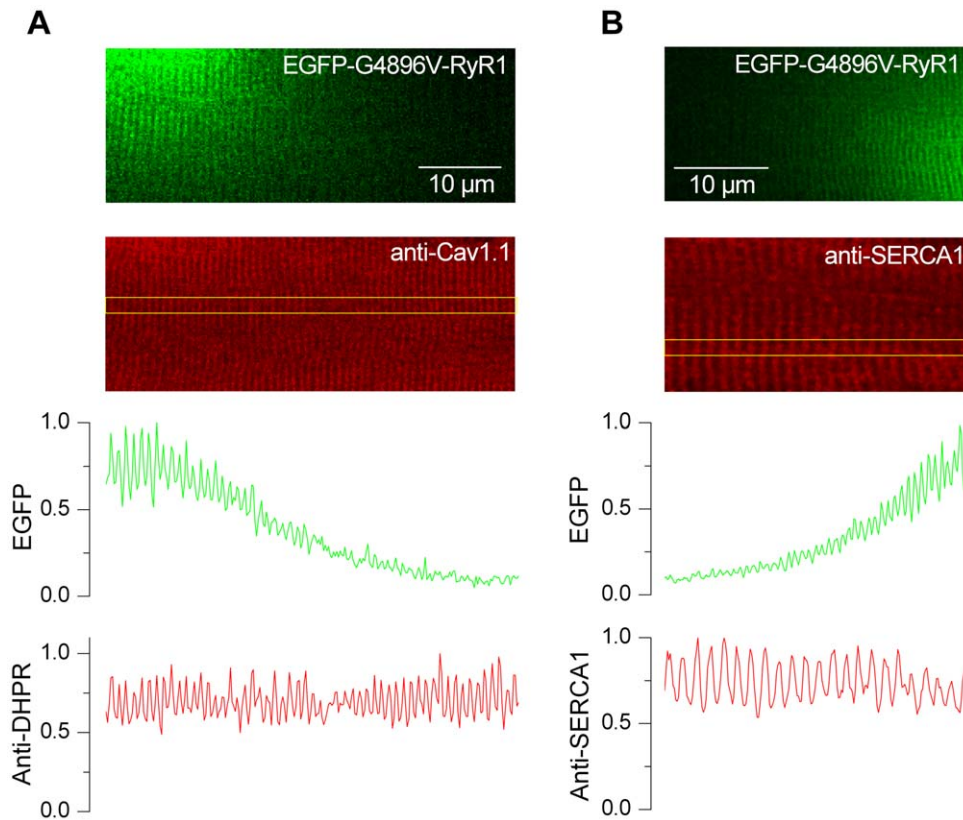 A
B
EGFP-G4896V-RyR1
10 µm
EGFP-G4896V-RyR1
10 µm
anti-Cav1.1
anti-SERCA1
EGFP
1.0
0.5
0.0
EGFP
1.0
0.5
0.0
Anti-DHPR
1.0
0.5
0.0
Anti-SERCA1
1.0
0.5
0.0